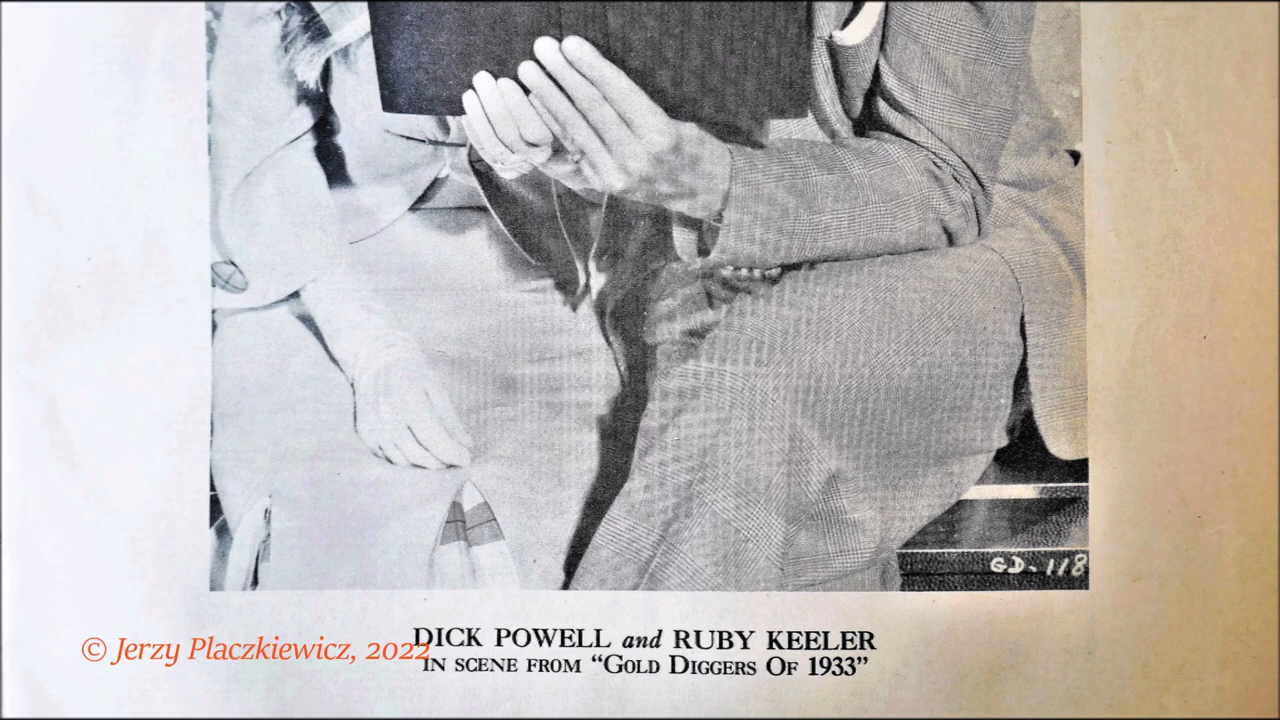 GD-118
DICK POWELL and RUBY KEELER
© Jerzy Placzkiewicz, 2022
IN SCENE FROM “GOLD DIGGERS OF 1933”